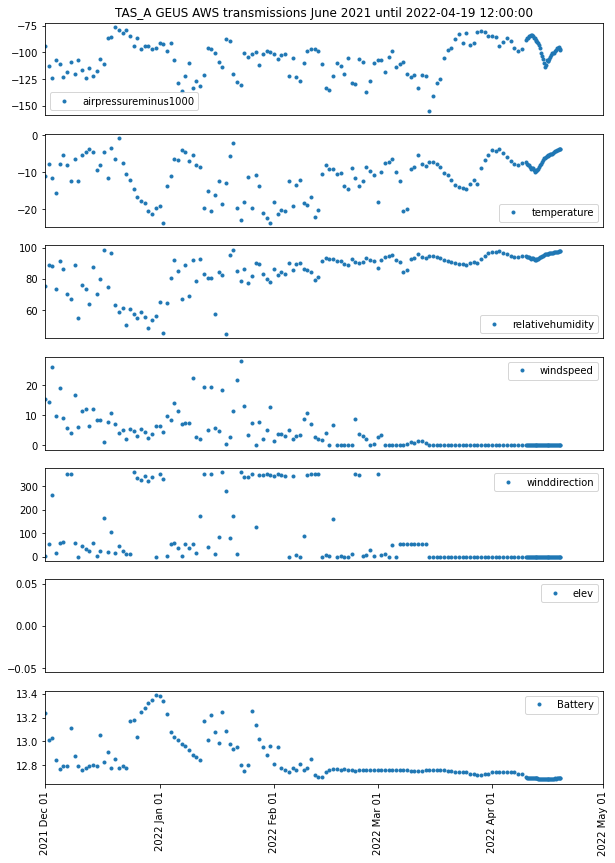 TAS_A GEUS AWS transmissions June 2021 until 2022-04-19 12:00:00
−75
−100
−125
−150
airpressureminus1000
0
−10
−20
temperature
100
80
60
relativehumidity
20
10
0
windspeed
300
200
100
0
winddirection
0.05
0.00
−0.05
elev
13.4
13.2
13.0
12.8
Battery
2021 Dec 01
2022 Jan 01
2022 Feb 01
2022 Mar 01
2022 Apr 01
2022 May 01